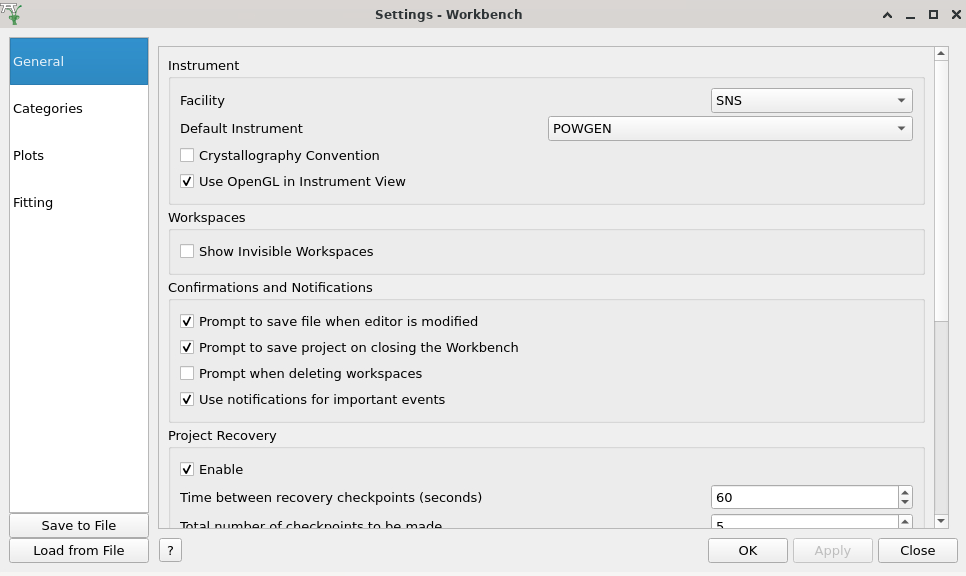 Settings - Workbench
General
Categories
Plots
Fitting
Save to File
Load from File
Instrument
Facility SNS
Default Instrument POWGEN
Crystallography Convention
Use OpenGL in Instrument View
Workspaces
Show Invisible Workspaces
Confirmations and Notifications
Prompt to save file when editor is modified
Prompt to save project on closing the Workbench
Prompt when deleting workspaces
Use notifications for important events
Project Recovery
Enable
Time between recovery checkpoints (seconds) 60
Total number of checkpoints to be made 5
? OK Apply Close